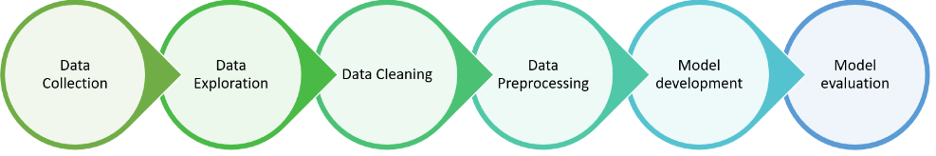 Data
Collection
Data
Exploration
Data Cleaning
Data
Preprocessing
Model
development
Model
evaluation